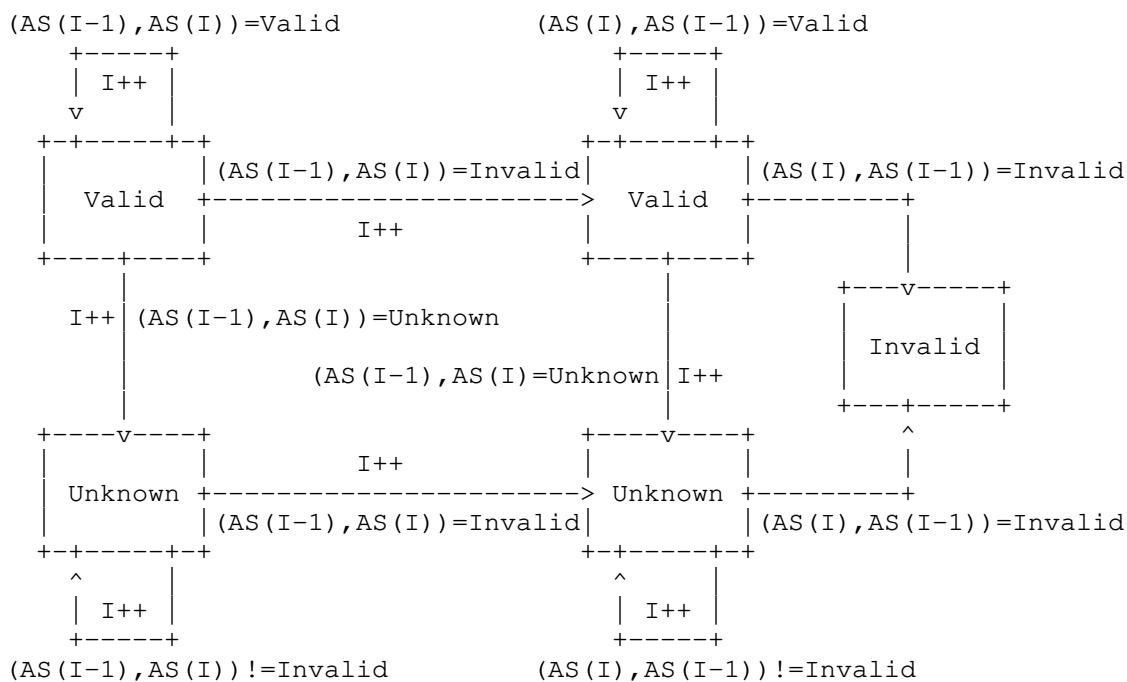 (AS(I-1),AS(I))=Valid (AS(I),AS(I-1))=Valid
I++ I++
(AS(I-1),AS(I))=Invalid (AS(I),AS(I-1))=Invalid
Valid Valid
I++
I++ (AS(I-1),AS(I))=Unknown
Invalid
(AS(I-1),AS(I)=Unknown I++
I++
Unknown Unknown
(AS(I-1),AS(I))=Invalid (AS(I),AS(I-1))=Invalid
I++ I++
(AS(I-1),AS(I))!=Invalid (AS(I),AS(I-1))!=Invalid